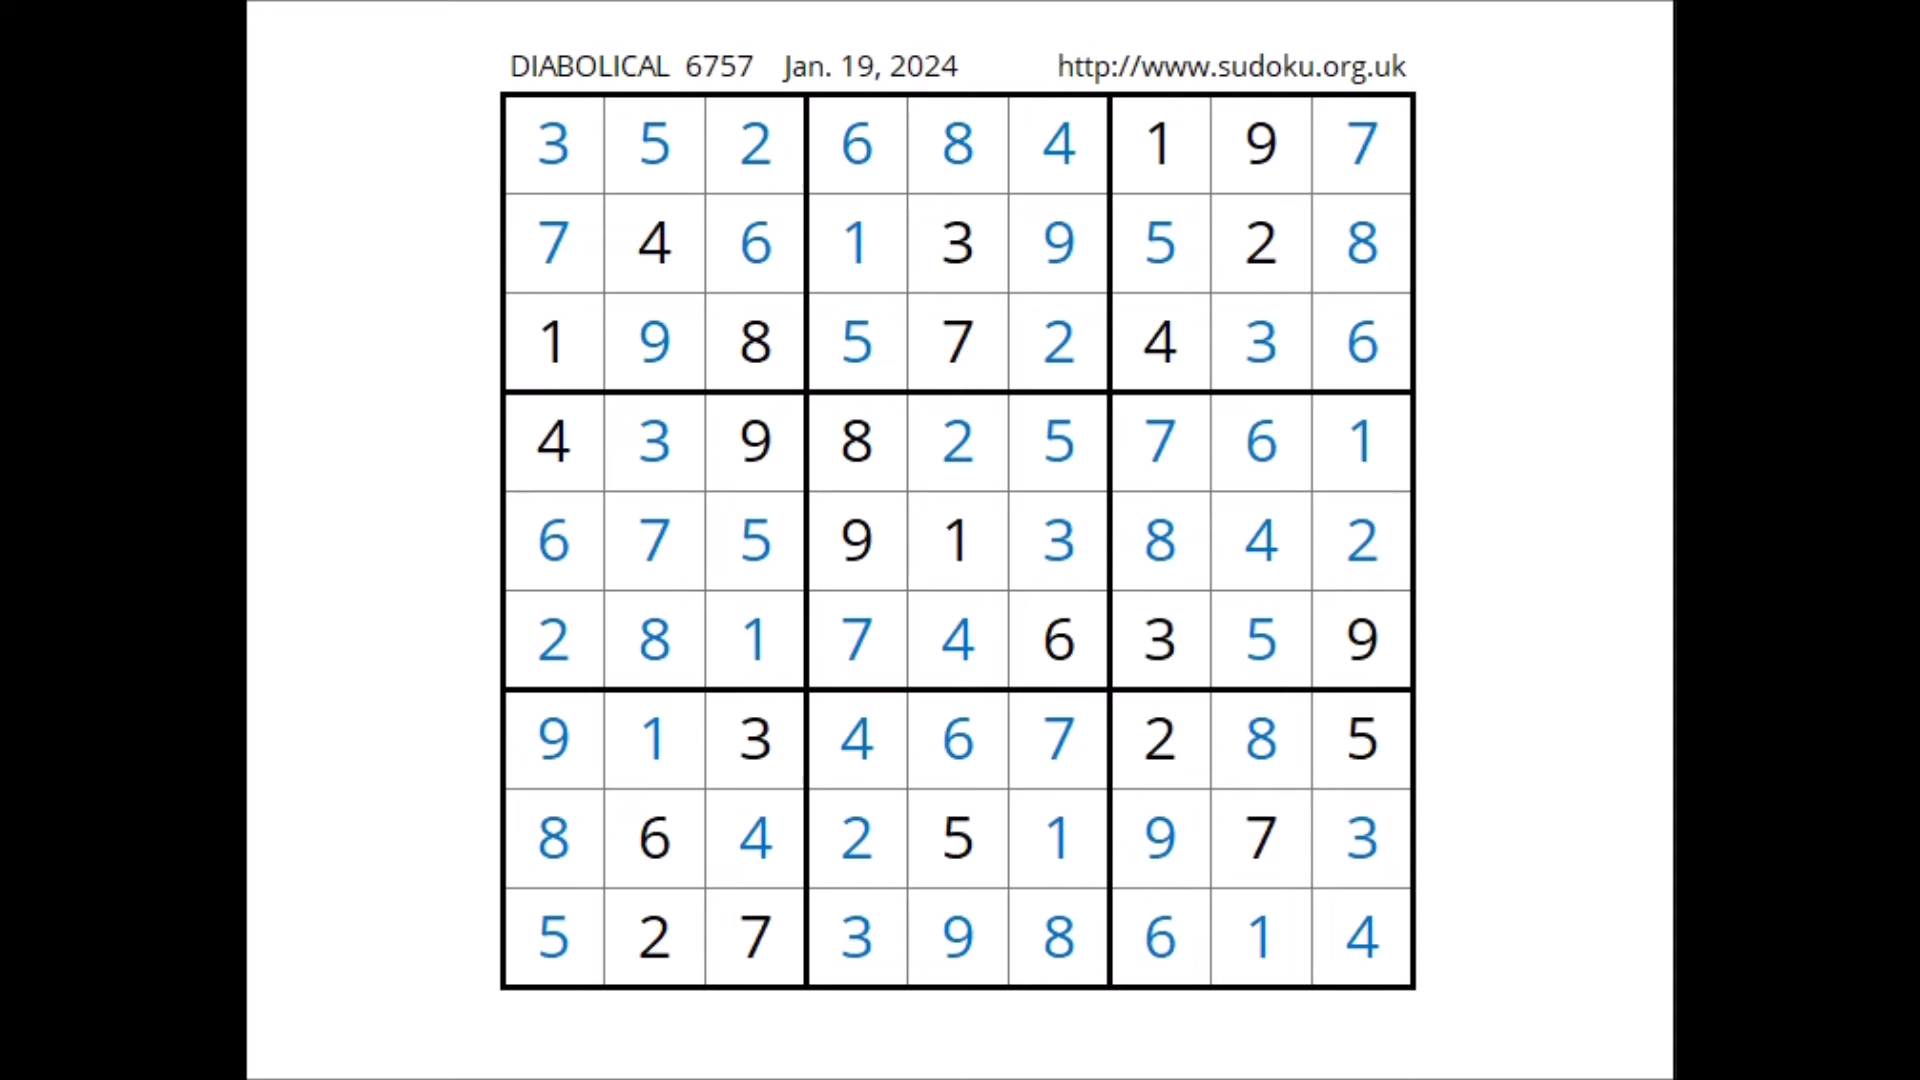 DIABOLICAL 6757 Jan. 19, 2024 http://www.sudoku.org.uk
3 5 2 6 8 4 1 9 7
7 4 6 1 3 9 5 2 8
1 9 8 5 7 2 4 3 6
4 3 9 8 2 5 7 6 1
6 7 5 9 1 3 8 4 2
2 8 1 7 4 6 3 5 9
9 1 3 4 6 7 2 8 5
8 6 4 2 5 1 9 7 3
5 2 7 3 9 8 6 1 4